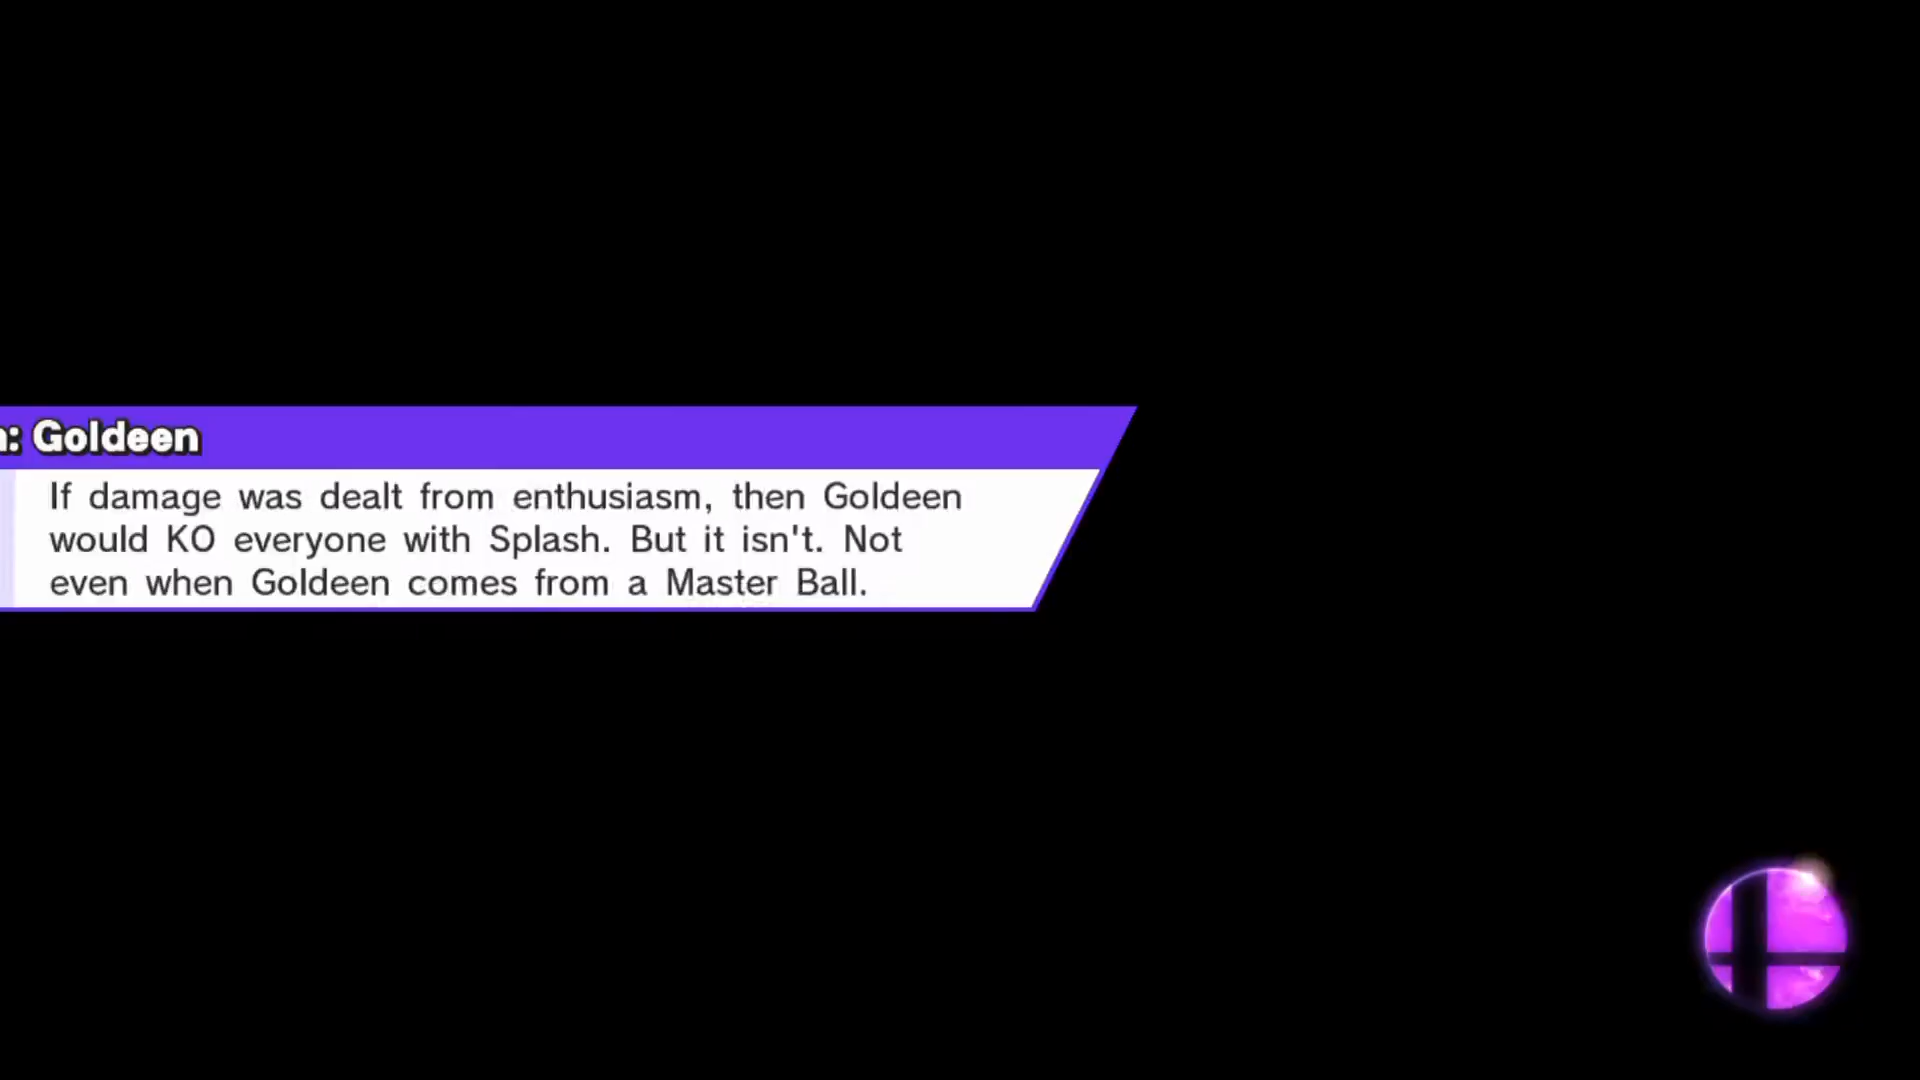 n: Goldeen
If damage was dealt from enthusiasm, then Goldeen
would KO everyone with Splash. But it isn't. Not
even when Goldeen comes from a Master Ball.